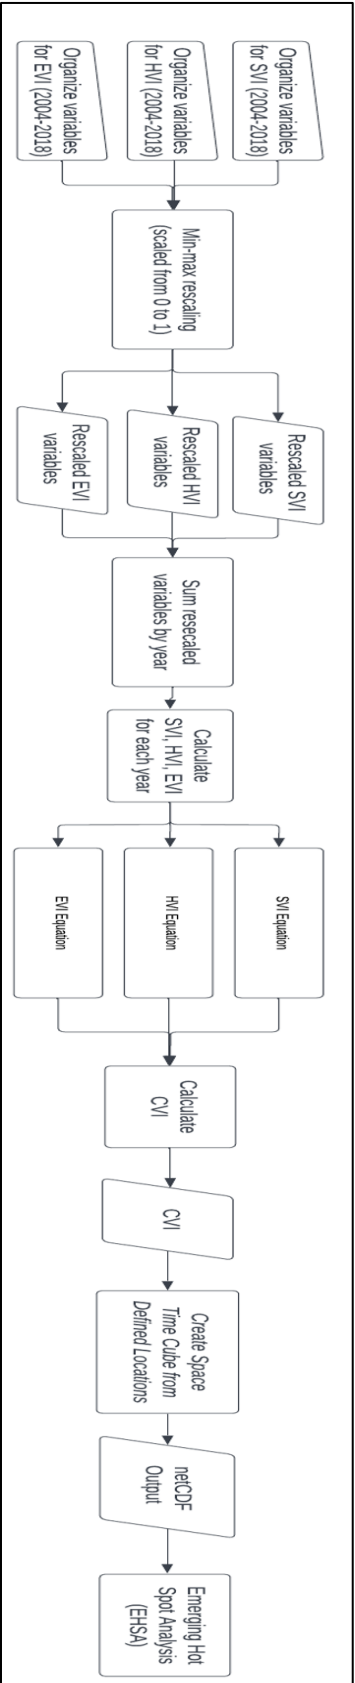 Organize variables
for SVI (2004-2018)
Organize variables
for HVI (2004-2018)
Organize variables
for EVI (2004-2018)
Min-max rescaling
(scaled from 0 to 1)
Rescaled SVI
variables
Rescaled HVI
variables
Rescaled EVI
variables
Sum resecaled
variables by year
Calculate
SVI, HVI, EVI
for each year
SVI Equation
HVI Equation
EVI Equation
Calculate
CVI
CVI
Create Space
Time Cube from
Defined Locations
netCDF
Output
Emerging Hot
Spot Analysis
(EHSA)